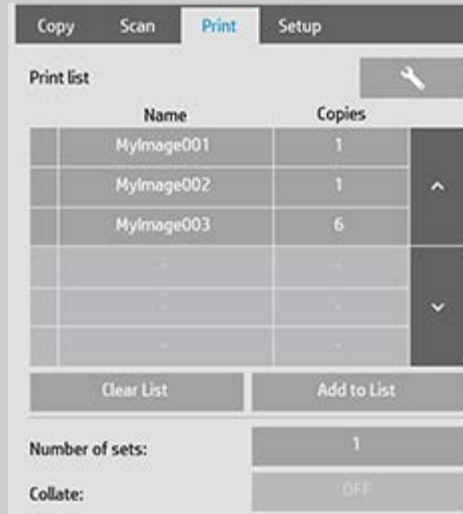 Copy Scan Print Setup
Print list
Name Copies
MyImage001 1
MyImage002 1
MyImage003 6
- -
- -
- -
Clear List Add to List
Number of sets: 1
Collate: OFF